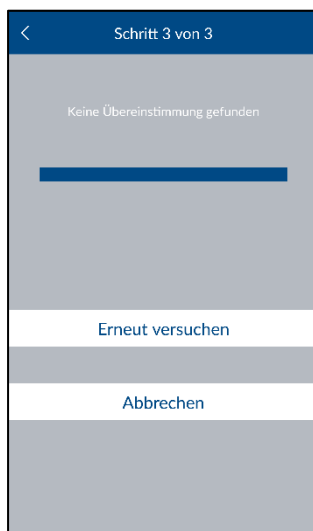 Schritt 3 von 3
Keine Übereinstimmung gefunden
Erneut versuchen
Abbrechen